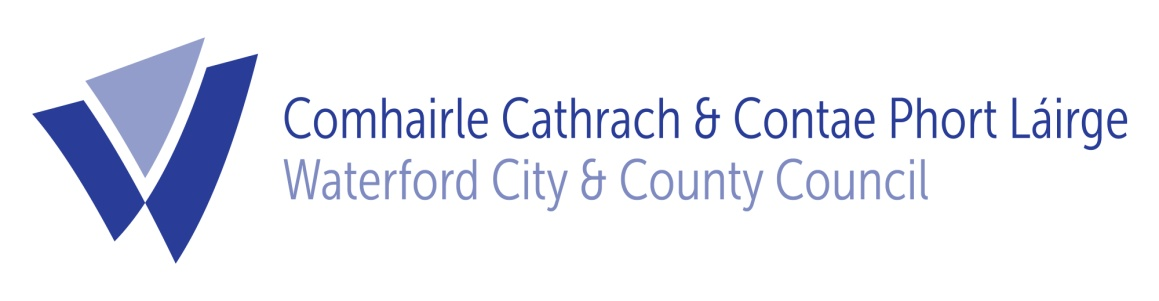 Comhairle Cathrach & Contae Phort Láirge
Waterford City & County Council